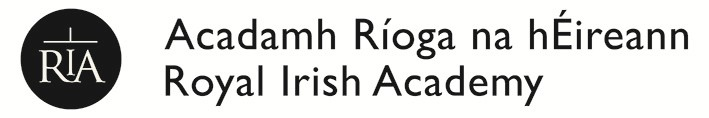 RIA
Acadamh Ríoga na hÉireann
Royal Irish Academy